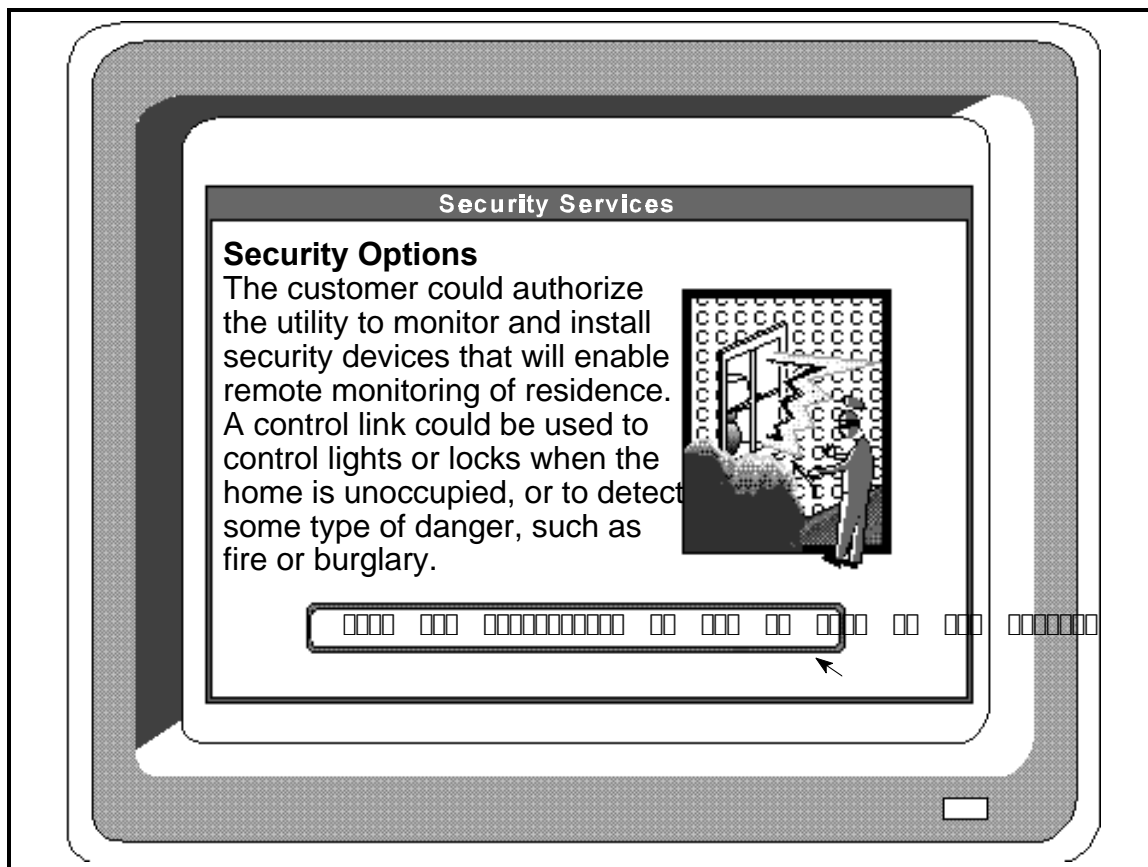 Security Services
Security Options
The customer could authorize
the utility to monitor and install
security devices that will enable
remote monitoring of residence.
A control link could be used to
control lights or locks when the
home is unoccupied, or to detect
some type of danger, such as
fire or burglary.